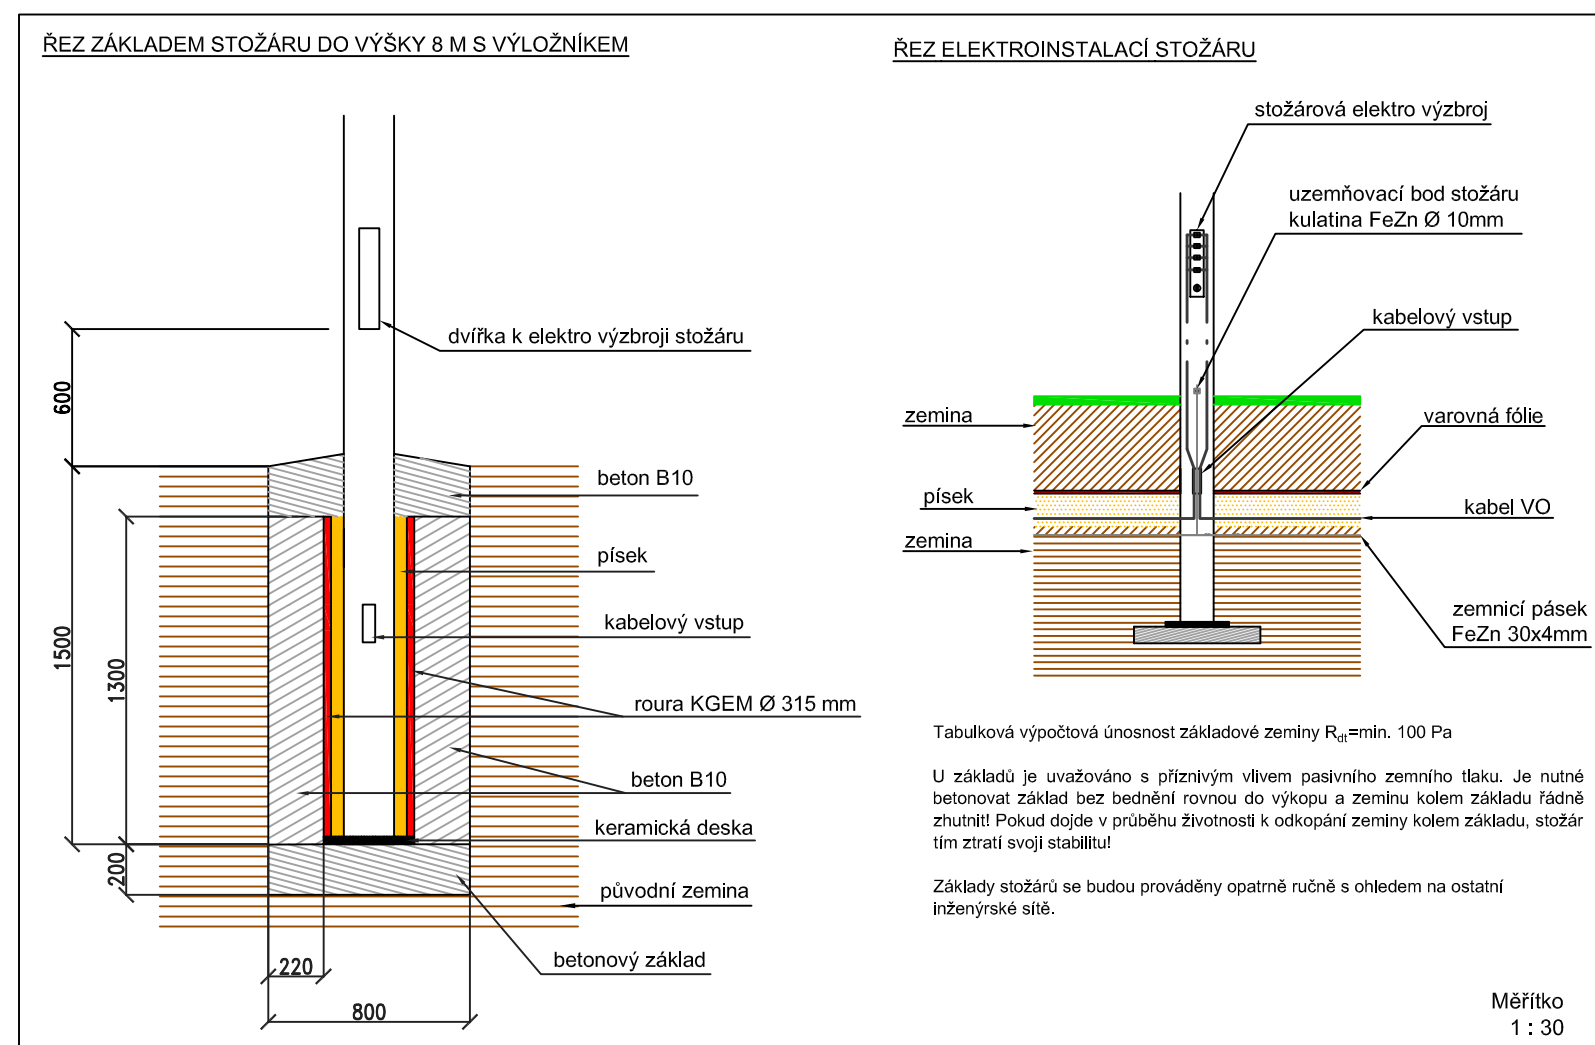 ŘEZ ZÁKLADEM STOŽÁRU DO VÝŠKY 8 M S VÝLOŽNÍKEM
dvířka k elektro výzbroji stožáru
600
beton B10
písek
kabelový vstup
1500
1300
roura KGEM Ø 315 mm
beton B10
keramická deska
200
původní zemina
betonový základ
220
800
ŘEZ ELEKTROINSTALACÍ STOŽÁRU
stožárová elektro výzbroj
uzemňovací bod stožáru
kulatina FeZn Ø 10mm
kabelový vstup
zemina
varovná fólie
písek
kabel VO
zemina
zemnicí pásek
FeZn 30x4mm
Tabulková výpočtová únosnost základové zeminy Rdt=min. 100 Pa
U základů je uvažováno s příznivým vlivem pasivního zemního tlaku. Je nutné
betonovat základ bez bednění rovnou do výkopu a zeminu kolem základu řádně
zhutnit! Pokud dojde v průběhu životnosti k odkopání zeminy kolem základu, stožár
tím ztratí svoji stabilitu!
Základy stožárů se budou prováděny opatrně ručně s ohledem na ostatní
inženýrské sítě.
Měřítko
1 : 30